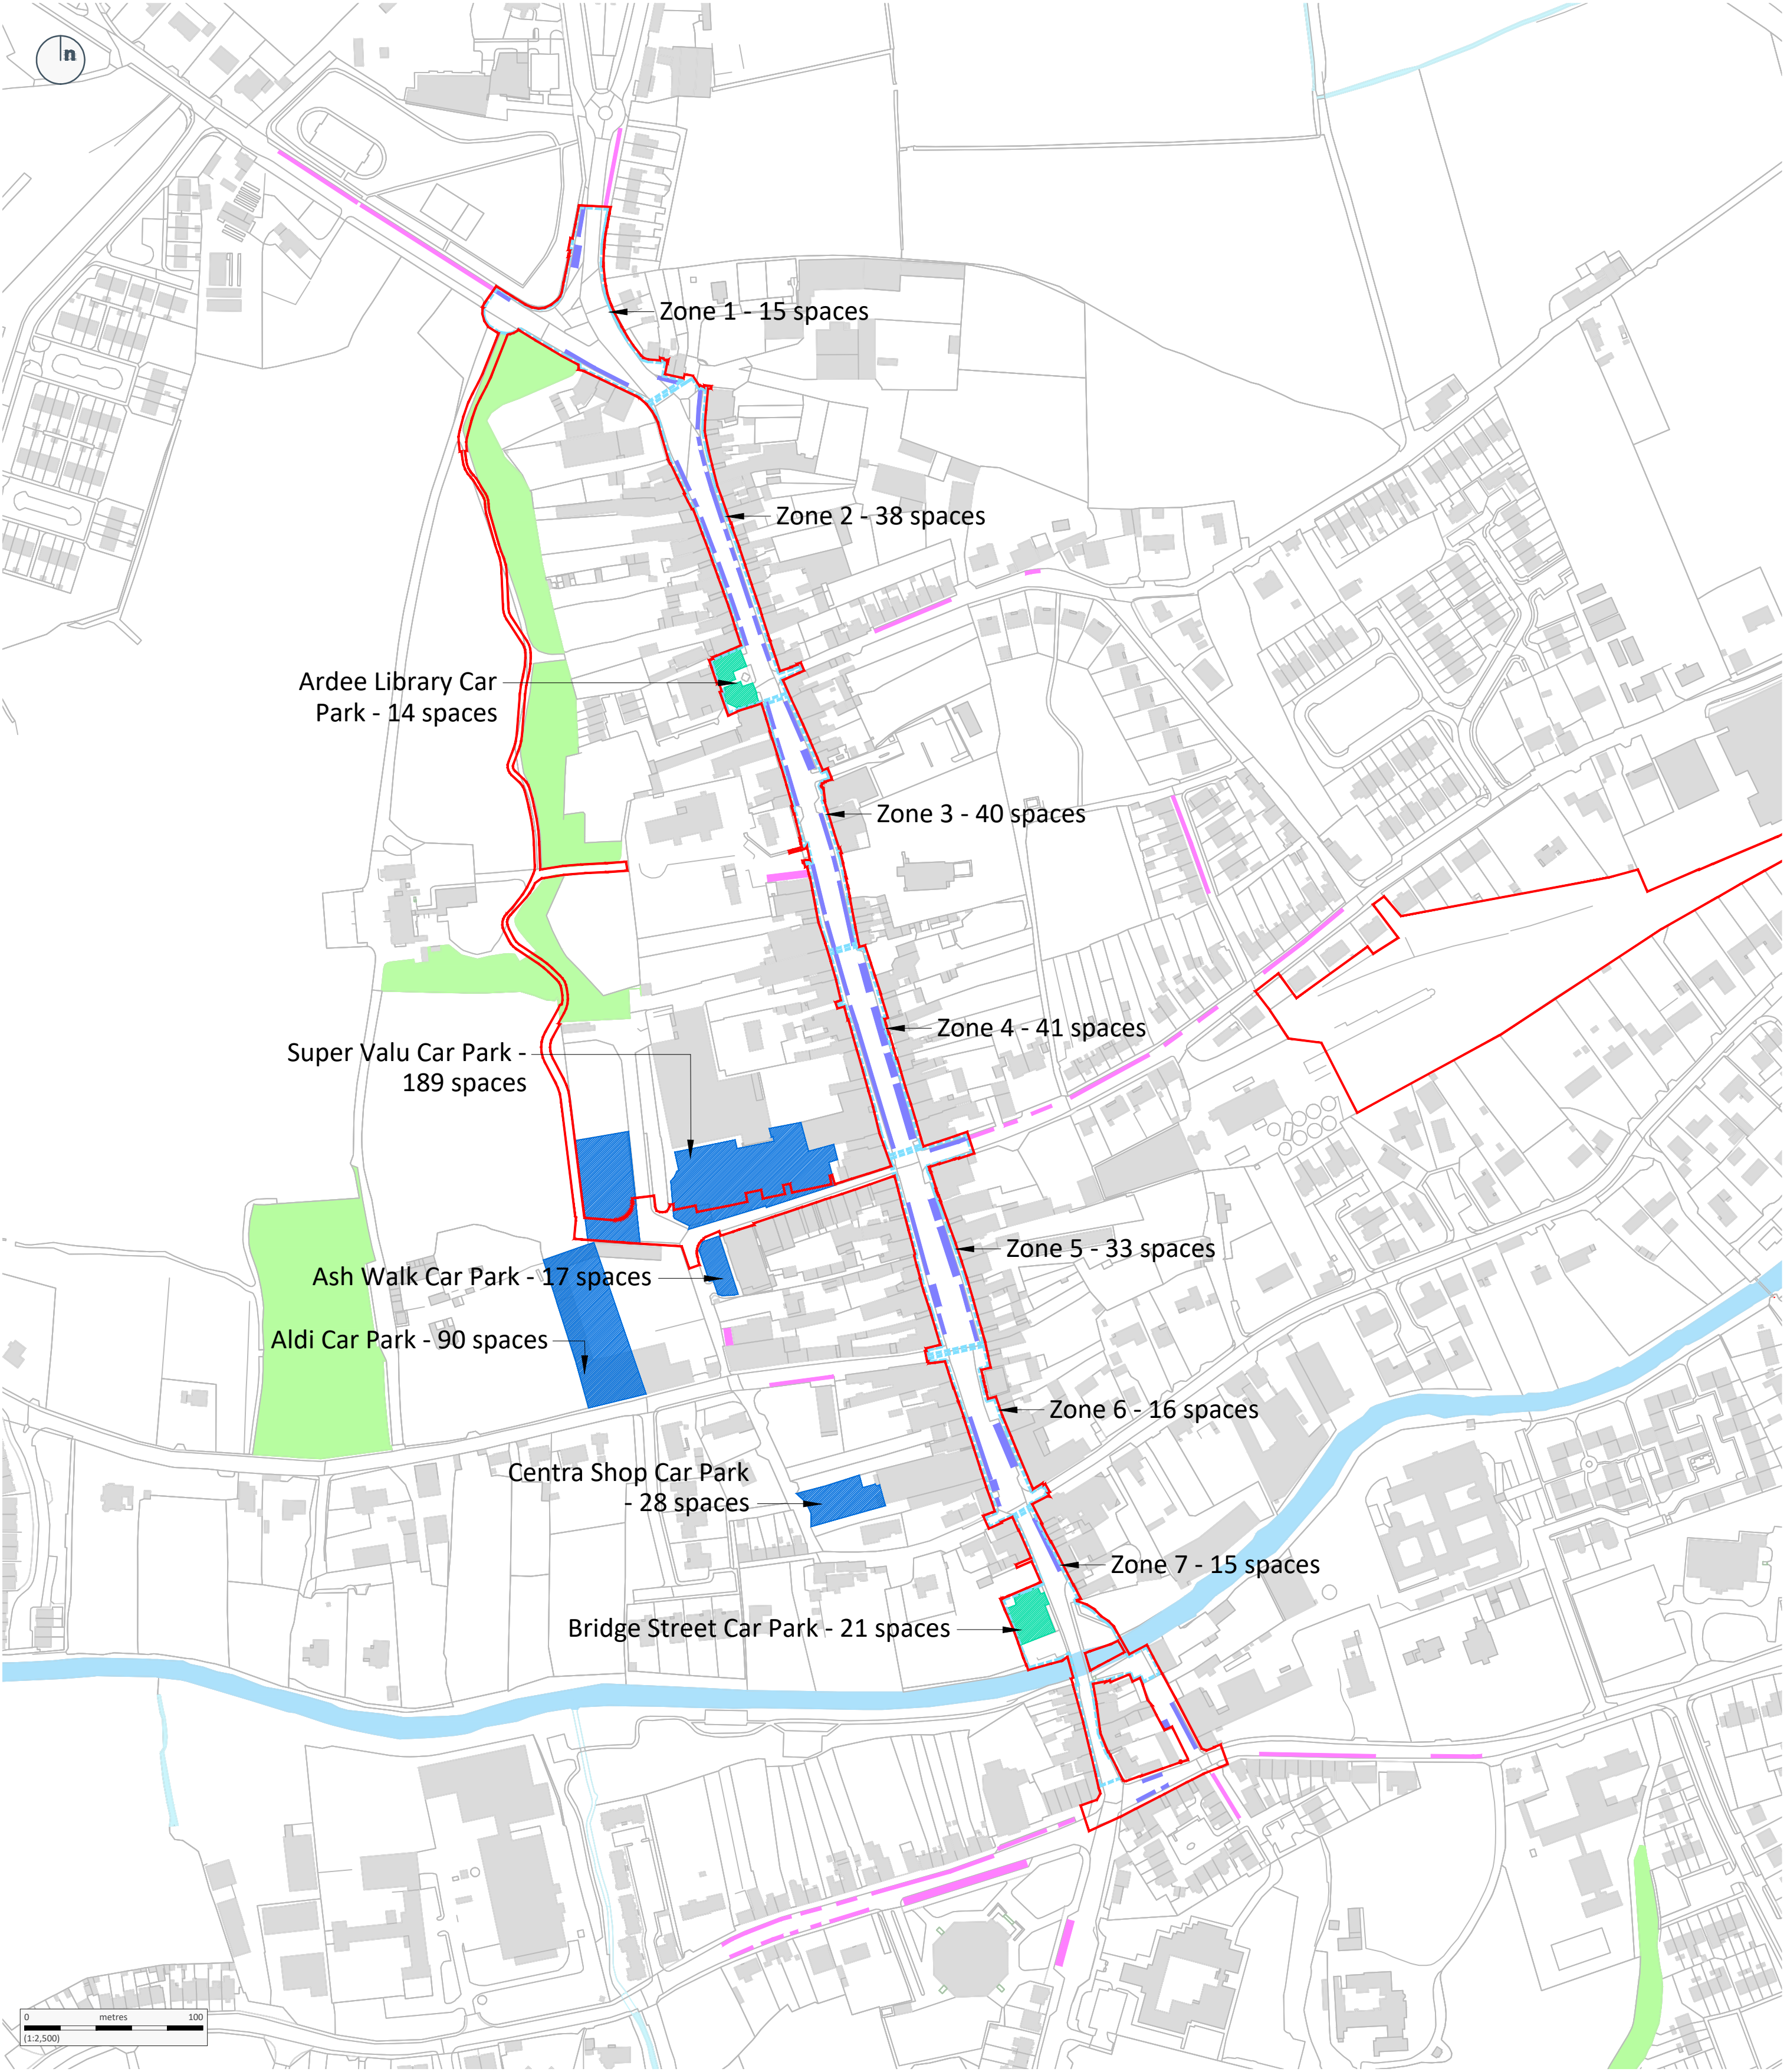 n
Zone 1 - 15 spaces
Zone 2 - 38 spaces
Ardee Library Car
Park - 14 spaces
Zone 3 - 40 spaces
Zone 4 - 41 spaces
Super Valu Car Park -
189 spaces
Zone 5 - 33 spaces
Ash Walk Car Park - 17 spaces
Aldi Car Park - 90 spaces
Zone 6 - 16 spaces
Centra Shop Car Park
- 28 spaces
Zone 7 - 15 spaces
Bridge Street Car Park - 21 spaces
0 metres 100
(1:2,500)